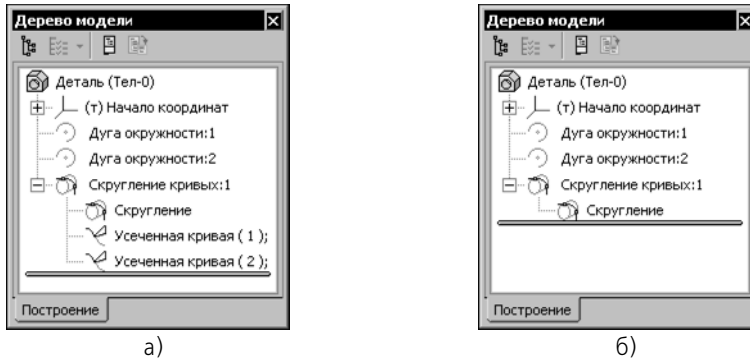 Дерево модели
Деталь (Тел-0)
(т) Начало координат
Дуга окружности:1
Дуга окружности:2
Скругление кривых:1
Скругление
Усеченная кривая ( 1 );
Усеченная кривая ( 2 );
Построение
а)
Дерево модели
Деталь (Тел-0)
(т) Начало координат
Дуга окружности:1
Дуга окружности:2
Скругление кривых:1
Скругление
Построение
б)